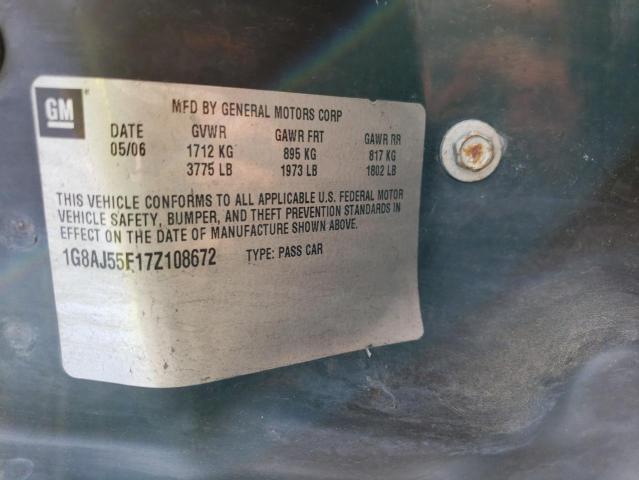 GM
®
MFD BY GENERAL MOTORS CORP
DATE GVWR GAWR FRT GAWR RR
05/06 1712 KG 895 KG 817 KG
3775 LB 1973 LB 1802 LB
THIS VEHICLE CONFORMS TO ALL APPLICABLE U.S. FEDERAL MOTOR
VEHICLE SAFETY, BUMPER, AND THEFT PREVENTION STANDARDS IN
EFFECT ON THE DATE OF MANUFACTURE SHOWN ABOVE.
1G8AJ55F17Z108672 TYPE: PASS CAR